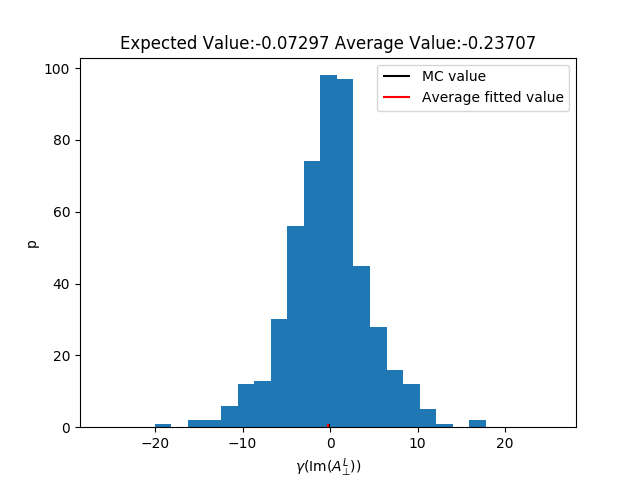 Expected Value:-0.07297 Average Value:-0.23707
MC value
Average fitted value
100
80
60
40
20
0
p
−20 −10 0 10 20
γ(Im(A_⊥^L))